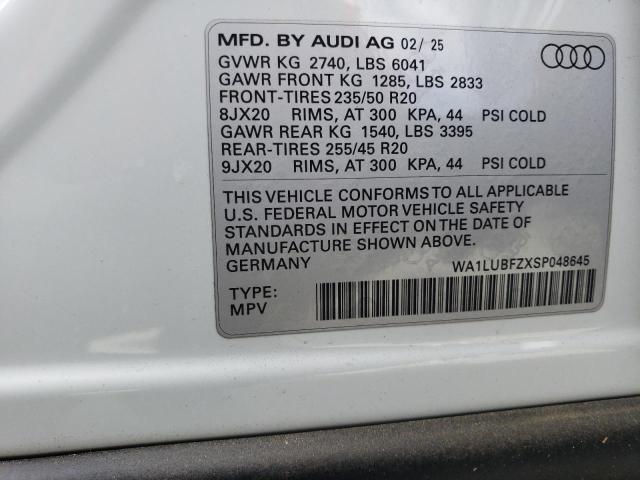 MFD. BY AUDI AG 02/ 25
GVWR KG 2740, LBS 6041
GAWR FRONT KG 1285, LBS 2833
FRONT-TIRES 235/50 R20
8JX20 RIMS, AT 300 KPA, 44 PSI COLD
GAWR REAR KG 1540, LBS 3395
REAR-TIRES 255/45 R20
9JX20 RIMS, AT 300 KPA, 44 PSI COLD
THIS VEHICLE CONFORMS TO ALL APPLICABLE
U.S. FEDERAL MOTOR VEHICLE SAFETY
STANDARDS IN EFFECT ON THE DATE OF
MANUFACTURE SHOWN ABOVE.
GERMANY WA1LUBFZXSP048645
TYPE:
MPV